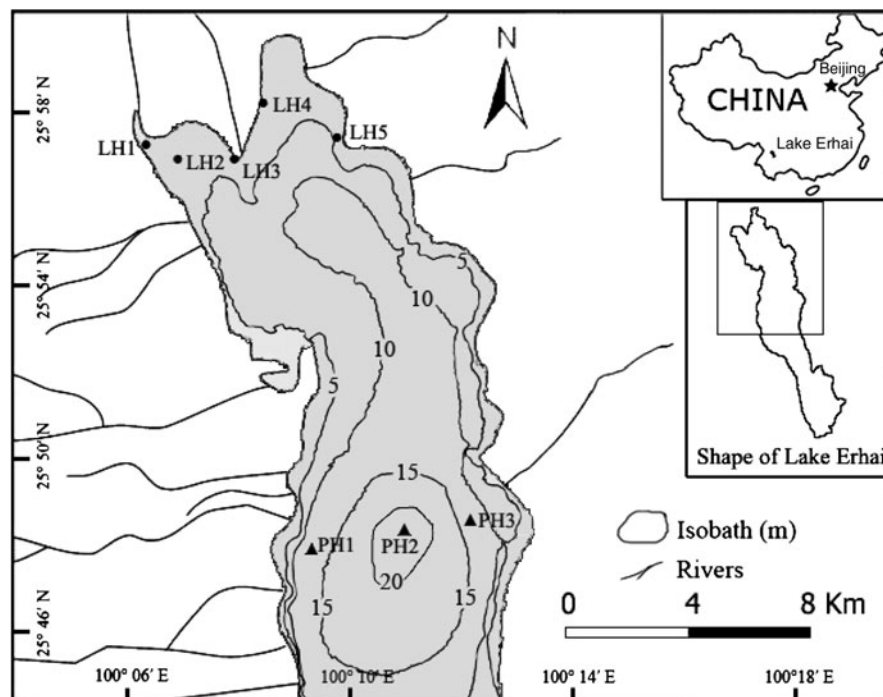 N
Beijing
CHINA
Lake Erhai
25° 58′ N
LH4
LH5
LH1
LH2
LH3
25° 54′ N
5
10
10
5
Shape of Lake Erhai
25° 50′ N
15
PH3
PH1
PH2
Isobath (m)
20
15
15
Rivers
0 4 8 Km
25° 46′ N
100° 06′ E
100° 10′ E
100° 14′ E
100° 18′ E